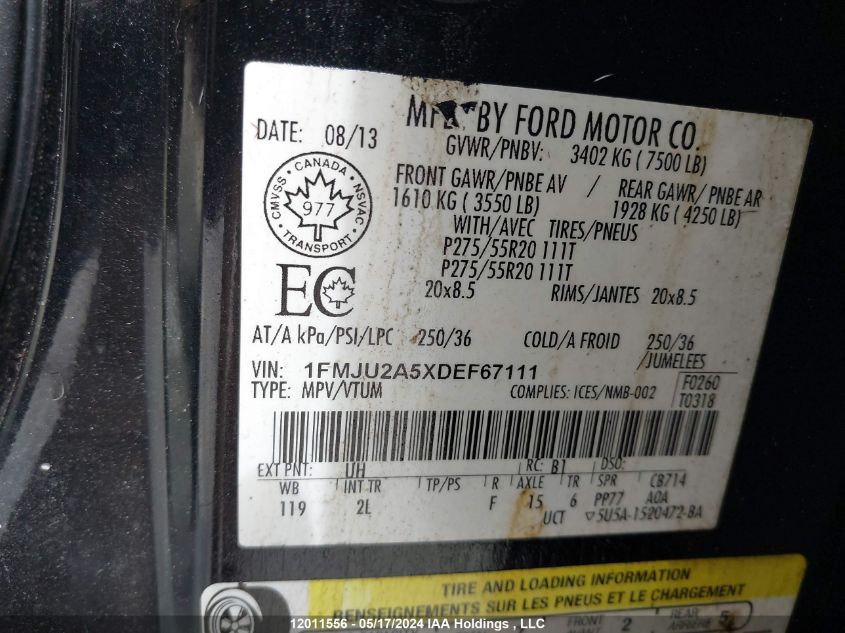 MFD. BY FORD MOTOR CO.
DATE: 08/13
GVWR/PNBV: 3402 KG ( 7500 LB)
FRONT GAWR/PNBE AV / REAR GAWR/ PNBE AR
1610 KG ( 3550 LB) 1928 KG ( 4250 LB)
WITH/AVEC TIRES/PNEUS
P275/55R20 111T
P275/55R20 111T
20x8.5 RIMS/JANTES 20x8.5
CMVSS • CANADA • NSVAC • TRANSPORT •
977
EC
AT/A kPa/PSI/LPC 250/36 COLD/A FROID 250/36
/JUMELEES
VIN: 1FMJU2A5XDEF67111
TYPE: MPV/VTUM COMPLIES: ICES/NMB-002 F0260
T0318
EXT PNT: UH RC: B1 DSO:
WB INT TR TP/PS R AXLE TR SPR CB714
119 2L F 15 6 PP77 AOA
UCT ▽5U5A-1520472-BA
TIRE AND LOADING INFORMATION
RENSEIGNEMENTS SUR LES PNEUS ET LE CHARGEMENT
FRONT 2 REAR 5
ARRIÈRE
12011556 - 05/17/2024 IAA Holdings , LLC